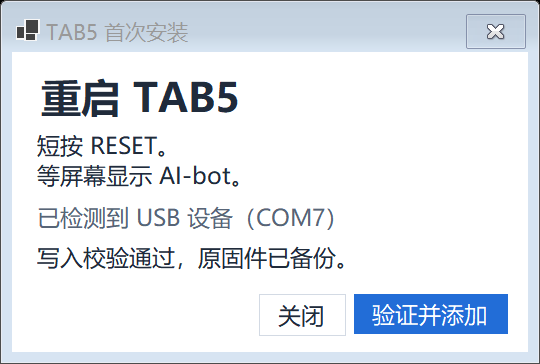 TAB5 首次安装
重启 TAB5
短按 RESET。
等屏幕显示 AI-bot。
已检测到 USB 设备（COM7）
写入校验通过，原固件已备份。
关闭
验证并添加